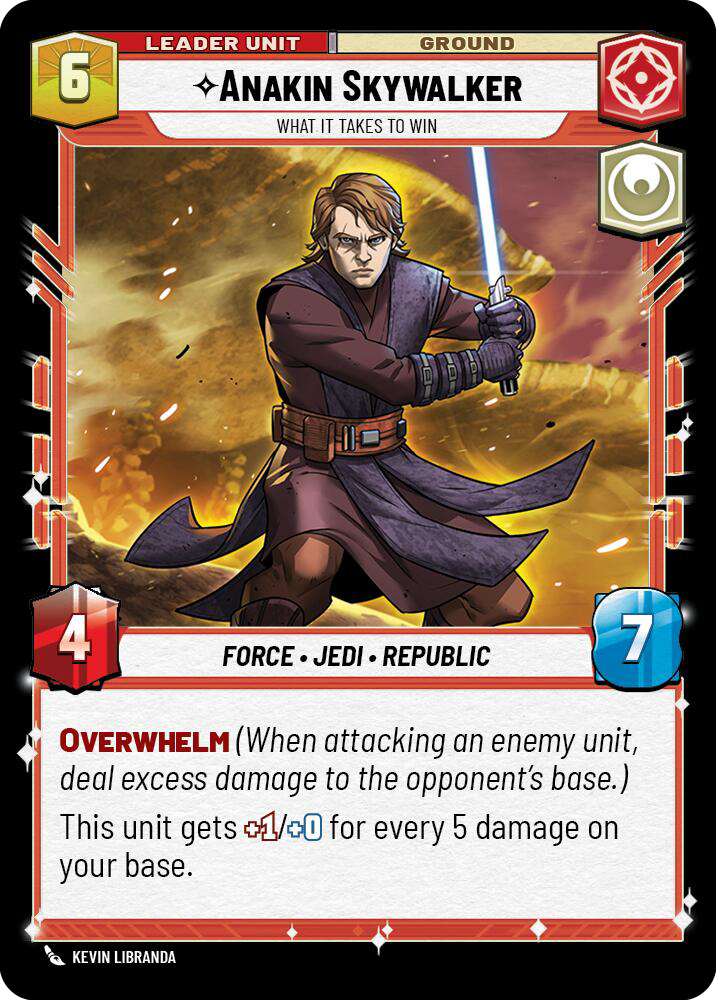 LEADER UNIT
GROUND
6
ANAKIN SKYWALKER
WHAT IT TAKES TO WIN
4
FORCE • JEDI • REPUBLIC
7
OVERWHELM (When attacking an enemy unit,
deal excess damage to the opponent's base.)
This unit gets +1/+0 for every 5 damage on
your base.
KEVIN LIBRANDA